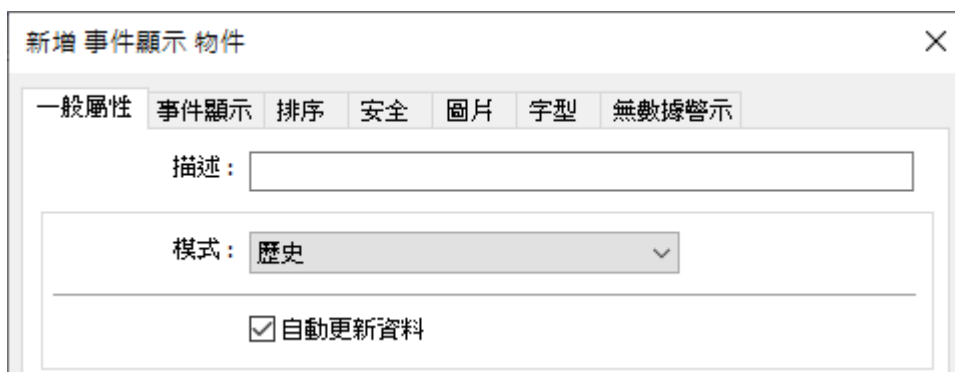 新增 事件顯示 物件
一般屬性 事件顯示 排序 安全 圖片 字型 無數據警示
描述：
模式：歷史
自動更新資料